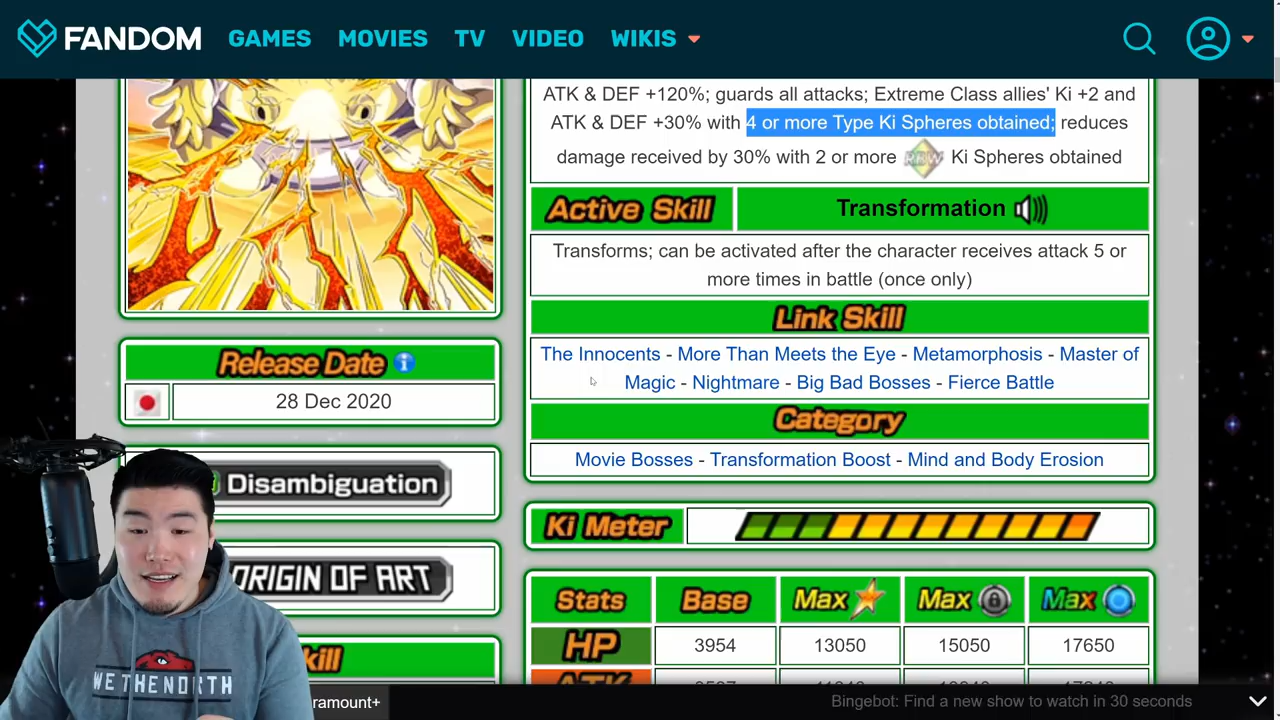 FANDOM GAMES MOVIES TV VIDEO WIKIS
ATK & DEF +120%; guards all attacks; Extreme Class allies' Ki +2 and
ATK & DEF +30% with 4 or more Type Ki Spheres obtained; reduces
damage received by 30% with 2 or more RBW Ki Spheres obtained
Active Skill
Transformation
Transforms; can be activated after the character receives attack 5 or
more times in battle (once only)
Link Skill
The Innocents - More Than Meets the Eye - Metamorphosis - Master of
Magic - Nightmare - Big Bad Bosses - Fierce Battle
Category
Movie Bosses - Transformation Boost - Mind and Body Erosion
Ki Meter
Stats Base Max Max Max
HP 3954 13050 15050 17650
Release Date
28 Dec 2020
Disambiguation
ORIGIN OF ART
WE THE NORTH
ramount+
Bingebot: Find a new show to watch in 30 seconds